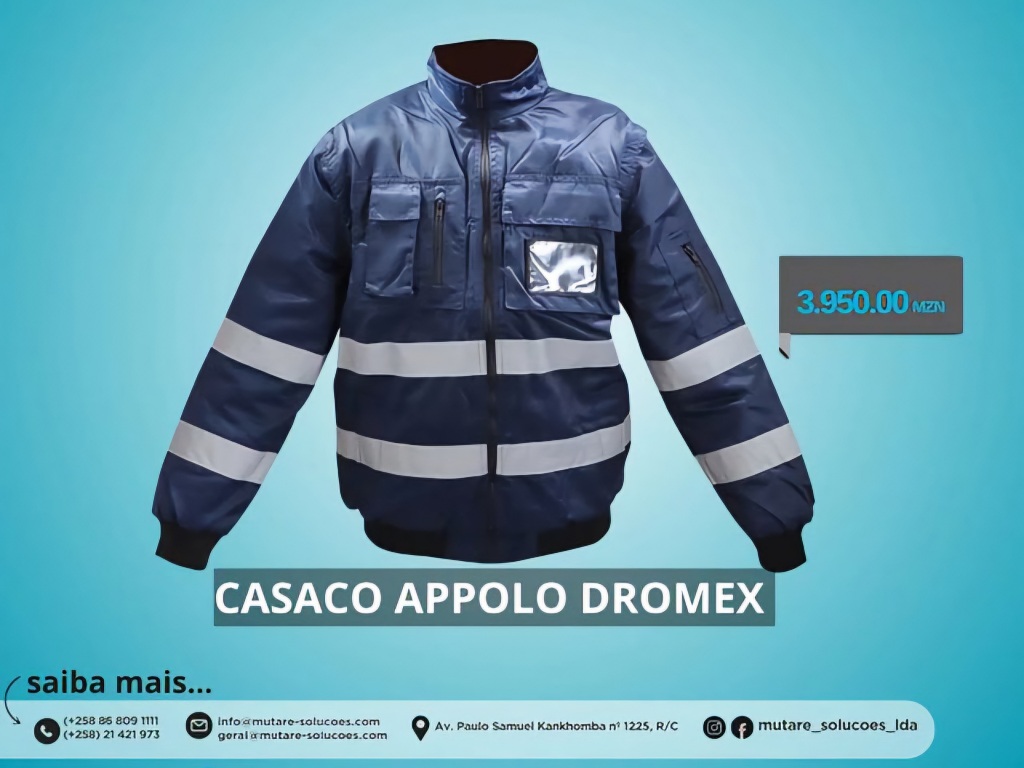 3.950.00 MZN
CASACO APPOLO DROMEX
saiba mais...
(+258 86 809 1111
(+258) 21 421 973
info@mutare-solucoes.com
geral@mutare-solucoes.com
Av. Paulo Samuel Kankhomba nº 1225, R/C
mutare_solucoes_lda